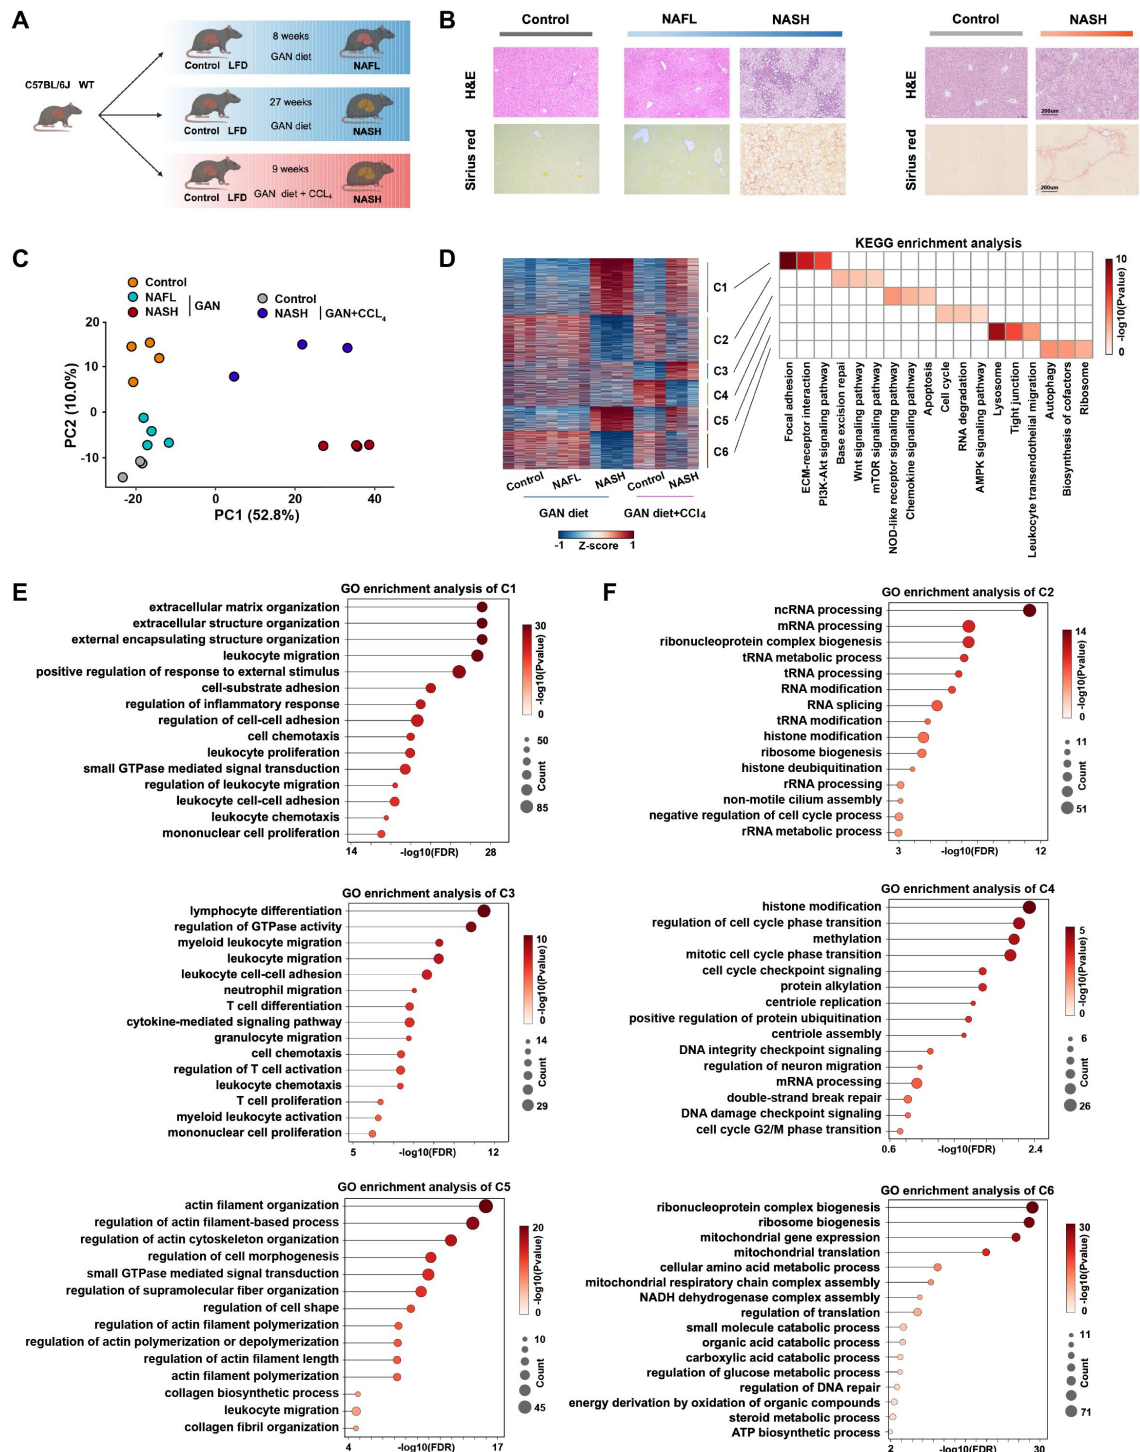 A
C57BL/6J WT
8 weeks
GAN diet
Control LFD
NAFL
27 weeks
GAN diet
Control LFD
NASH
9 weeks
GAN diet + CCL4
Control LFD
NASH
B
Control
NAFL
NASH
Control
NASH
H&E
Sirius red
H&E
200um
Sirius red
200um
C
Control
NAFL
NASH
GAN
Control
NASH
GAN+CCL4
20
10
0
-10
PC2 (10.0%)
-20
0
20
40
PC1 (52.8%)
D
C1
C2
C3
C4
C5
C6
Control
NAFL
NASH
Control
NASH
GAN diet
GAN diet+CCl4
-1 Z-score 1
KEGG enrichment analysis
10
-log10(Pvalue)
0
Focal adhesion
ECM-receptor interaction
PI3K-Akt signaling pathway
Base excision repai
Wnt signaling pathway
mTOR signaling pathway
NOD-like receptor signaling pathway
Chemokine signaling pathway
Apoptosis
Cell cycle
RNA degradation
AMPK signaling pathway
Lysosome
Tight junction
Leukocyte transendothelial migration
Autophagy
Biosynthesis of cofactors
Ribosome
E
GO enrichment analysis of C1
extracellular matrix organization
extracellular structure organization
external encapsulating structure organization
leukocyte migration
positive regulation of response to external stimulus
cell-substrate adhesion
regulation of inflammatory response
regulation of cell-cell adhesion
cell chemotaxis
leukocyte proliferation
small GTPase mediated signal transduction
regulation of leukocyte migration
leukocyte cell-cell adhesion
leukocyte chemotaxis
mononuclear cell proliferation
14 -log10(FDR) 28
30
-log10(Pvalue)
0
50
Count
85
GO enrichment analysis of C3
lymphocyte differentiation
regulation of GTPase activity
myeloid leukocyte migration
leukocyte migration
leukocyte cell-cell adhesion
neutrophil migration
T cell differentiation
cytokine-mediated signaling pathway
granulocyte migration
cell chemotaxis
regulation of T cell activation
leukocyte chemotaxis
T cell proliferation
myeloid leukocyte activation
mononuclear cell proliferation
5 -log10(FDR) 12
10
-log10(Pvalue)
0
14
Count
29
GO enrichment analysis of C5
actin filament organization
regulation of actin filament-based process
regulation of actin cytoskeleton organization
regulation of cell morphogenesis
small GTPase mediated signal transduction
regulation of supramolecular fiber organization
regulation of cell shape
regulation of actin filament polymerization
regulation of actin polymerization or depolymerization
regulation of actin filament length
actin filament polymerization
collagen biosynthetic process
leukocyte migration
collagen fibril organization
4 -log10(FDR) 17
20
-log10(Pvalue)
0
10
Count
45
F
GO enrichment analysis of C2
ncRNA processing
mRNA processing
ribonucleoprotein complex biogenesis
tRNA metabolic process
tRNA processing
RNA modification
RNA splicing
tRNA modification
histone modification
ribosome biogenesis
histone deubiquitination
rRNA processing
non-motile cilium assembly
negative regulation of cell cycle process
rRNA metabolic process
3 -log10(FDR) 12
14
-log10(Pvalue)
0
11
Count
51
GO enrichment analysis of C4
histone modification
regulation of cell cycle phase transition
methylation
mitotic cell cycle phase transition
cell cycle checkpoint signaling
protein alkylation
centriole replication
positive regulation of protein ubiquitination
centriole assembly
DNA integrity checkpoint signaling
regulation of neuron migration
mRNA processing
double-strand break repair
DNA damage checkpoint signaling
cell cycle G2/M phase transition
0.6 -log10(FDR) 2.4
5
-log10(Pvalue)
0
6
Count
26
GO enrichment analysis of C6
ribonucleoprotein complex biogenesis
ribosome biogenesis
mitochondrial gene expression
mitochondrial translation
cellular amino acid metabolic process
mitochondrial respiratory chain complex assembly
NADH dehydrogenase complex assembly
regulation of translation
small molecule catabolic process
organic acid catabolic process
carboxylic acid catabolic process
regulation of glucose metabolic process
regulation of DNA repair
energy derivation by oxidation of organic compounds
steroid metabolic process
ATP biosynthetic process
2 -log10(FDR) 30
30
-log10(Pvalue)
0
11
Count
71